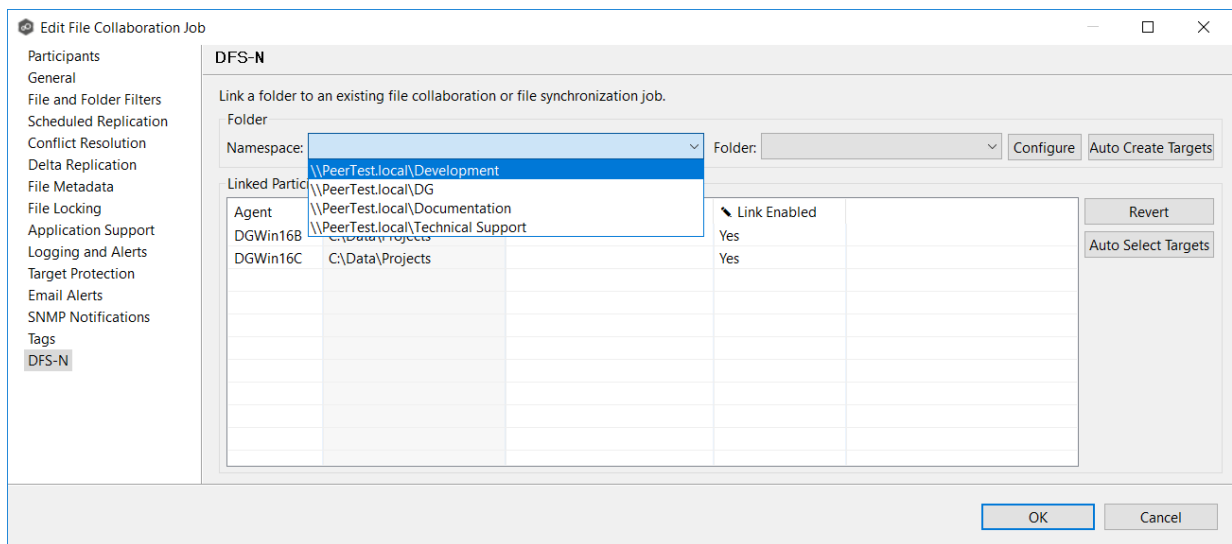 Edit File Collaboration Job
Participants
General
File and Folder Filters
Scheduled Replication
Conflict Resolution
Delta Replication
File Metadata
File Locking
Application Support
Logging and Alerts
Target Protection
Email Alerts
SNMP Notifications
Tags
DFS-N
DFS-N
Link a folder to an existing file collaboration or file synchronization job.
Folder
Namespace: Folder: Configure Auto Create Targets
\\PeerTest.local\Development
\\PeerTest.local\DG
\\PeerTest.local\Documentation
\\PeerTest.local\Technical Support
Linked
Agent Link Enabled
DGWin16B C:\Data\Projects Yes
DGWin16C C:\Data\Projects Yes
Revert
Auto Select Targets
OK Cancel